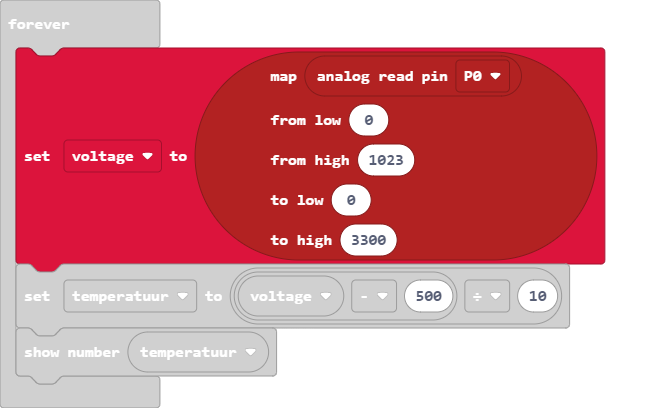 forever
map analog read pin P0
from low 0
from high 1023
set voltage to
to low 0
to high 3300
set temperatuur to voltage - 500 ÷ 10
show number temperatuur